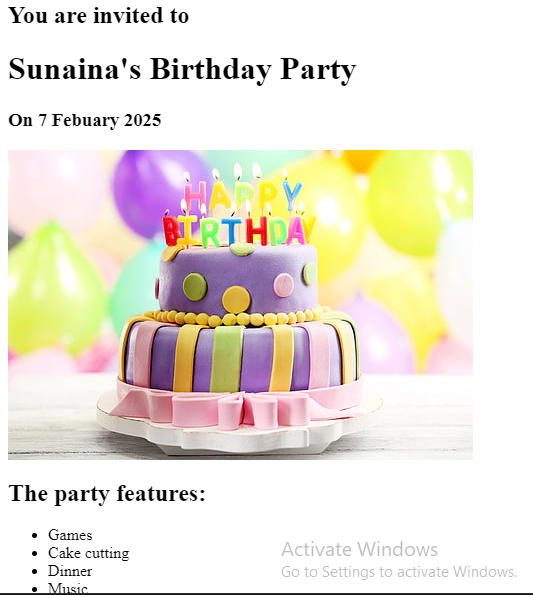 You are invited to
Sunaina's Birthday Party
On 7 Febuary 2025
HAPPY
BIRTHDAY
The party features:
Games
Cake cutting
Dinner
Music
Activate Windows
Go to Settings to activate Windows.